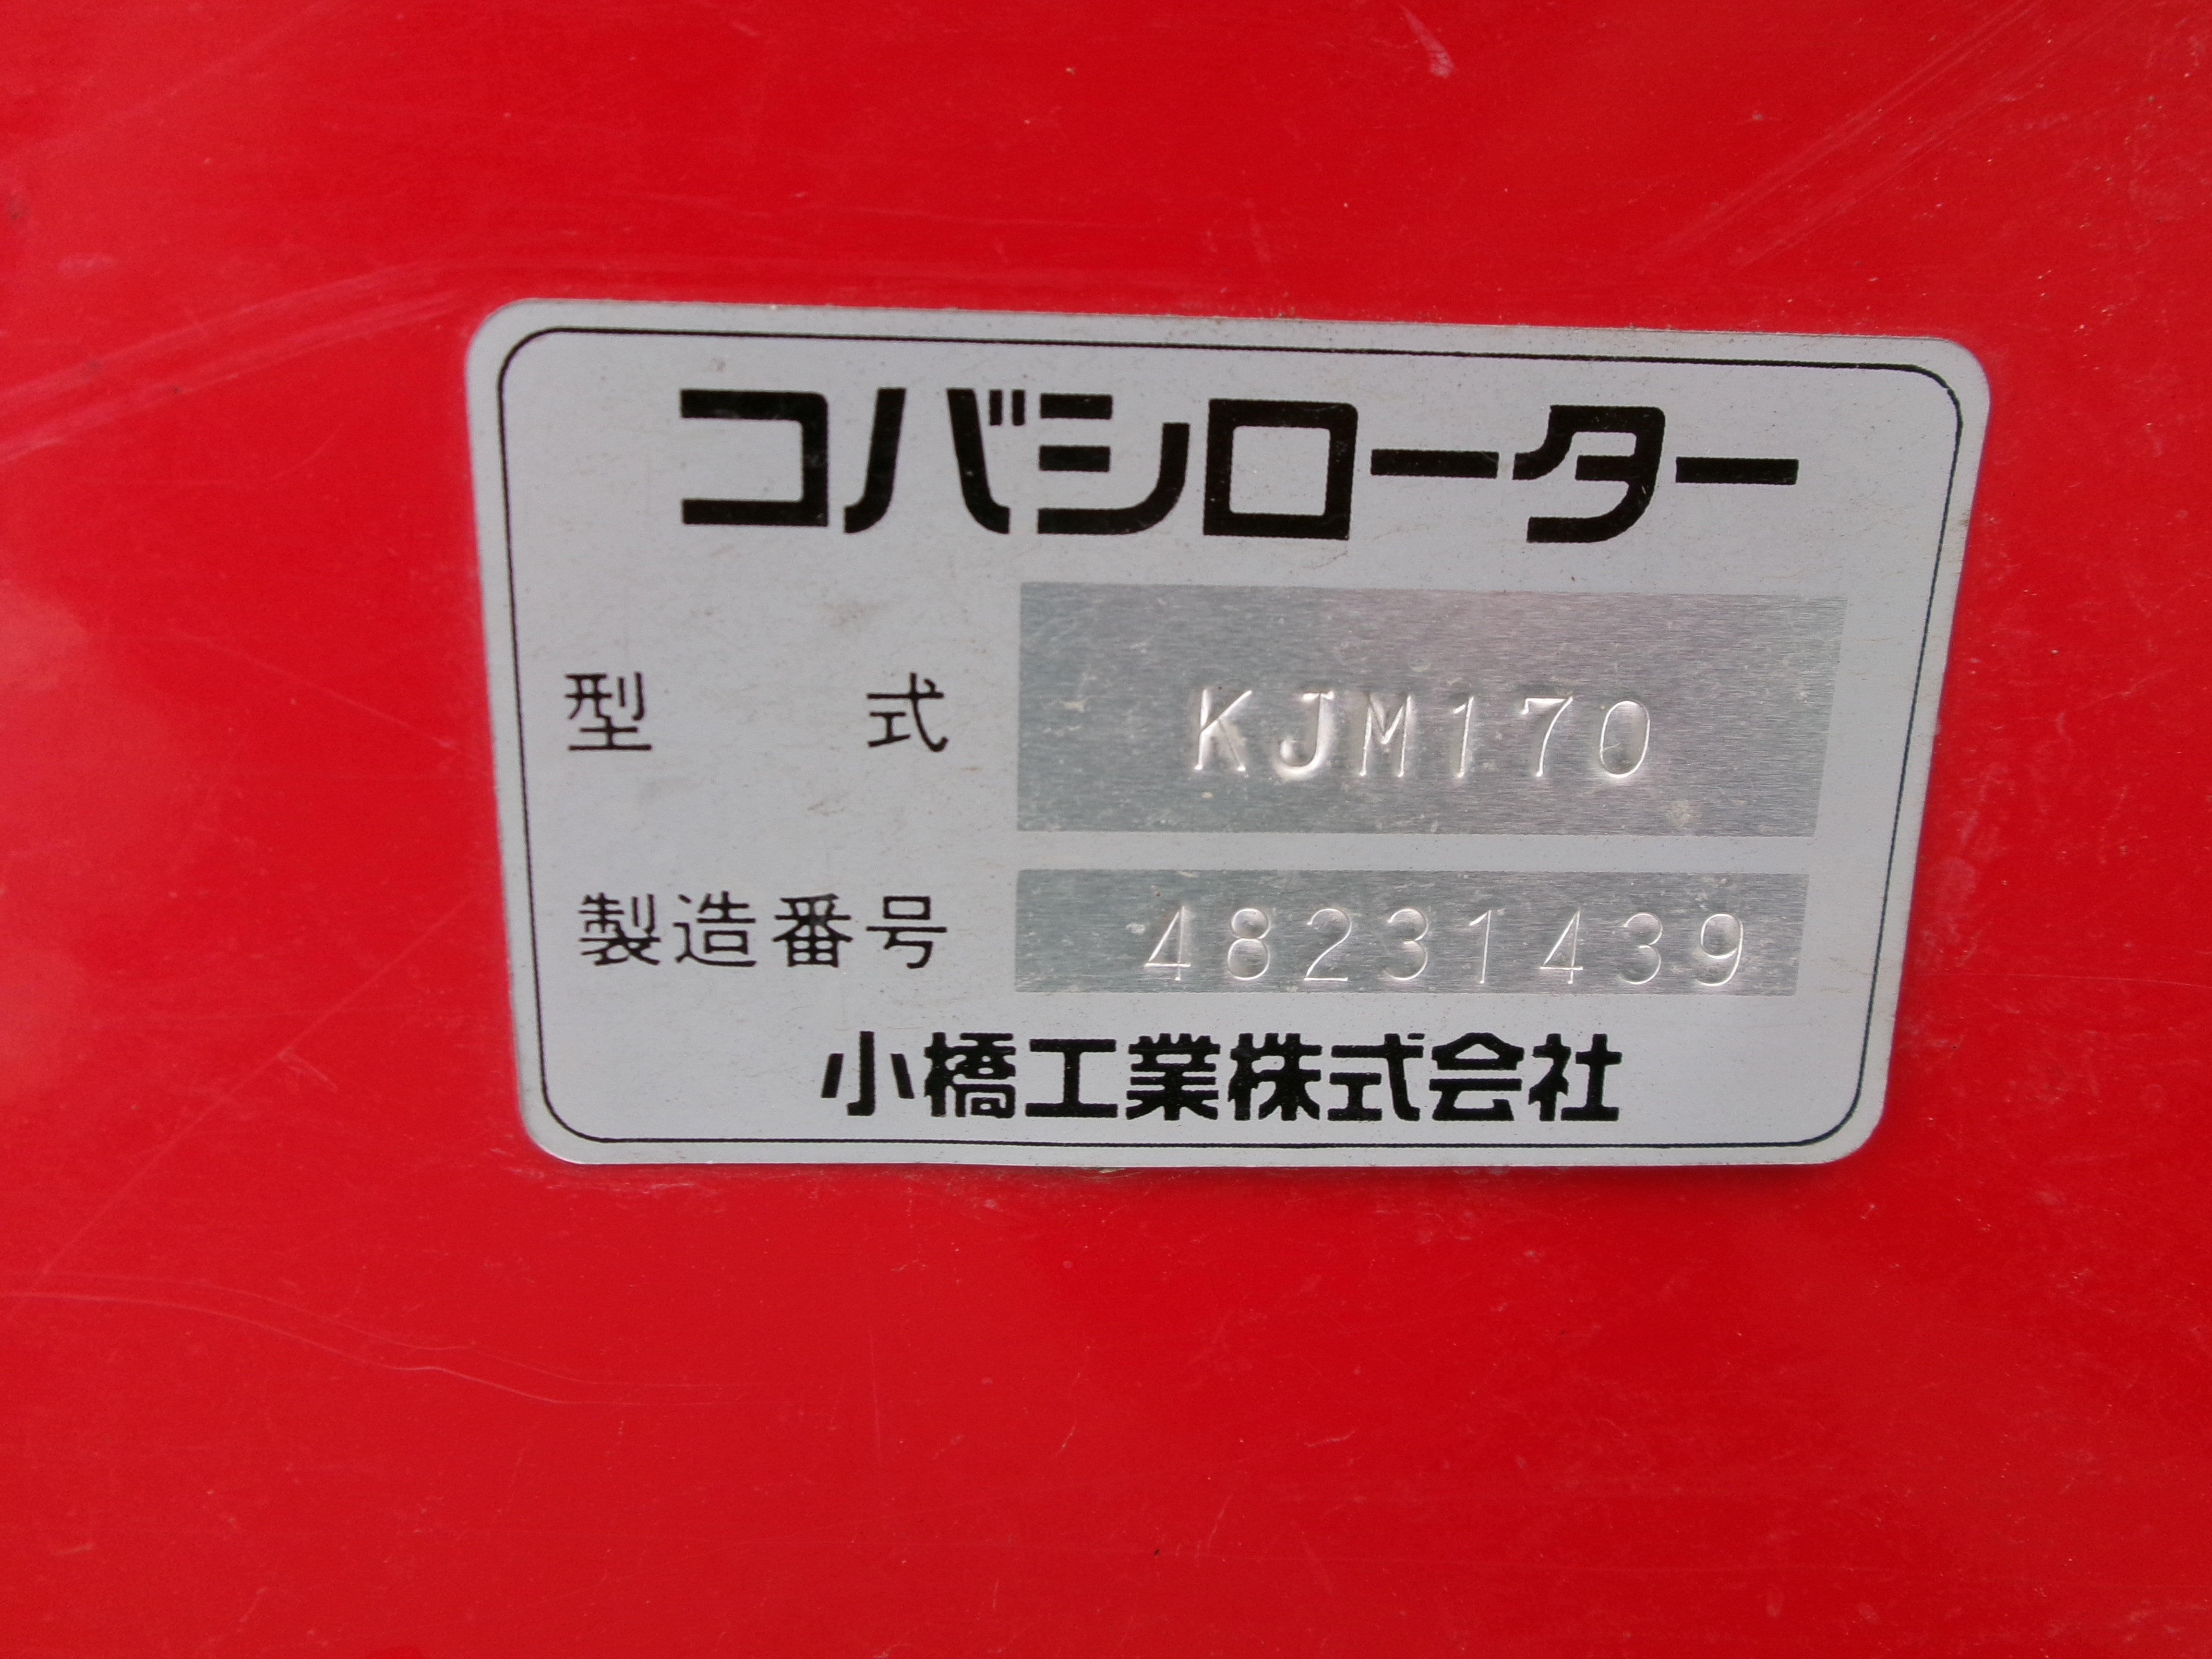 コバシローター
型式 KJM170
製造番号 48231439
小橋工業株式会社